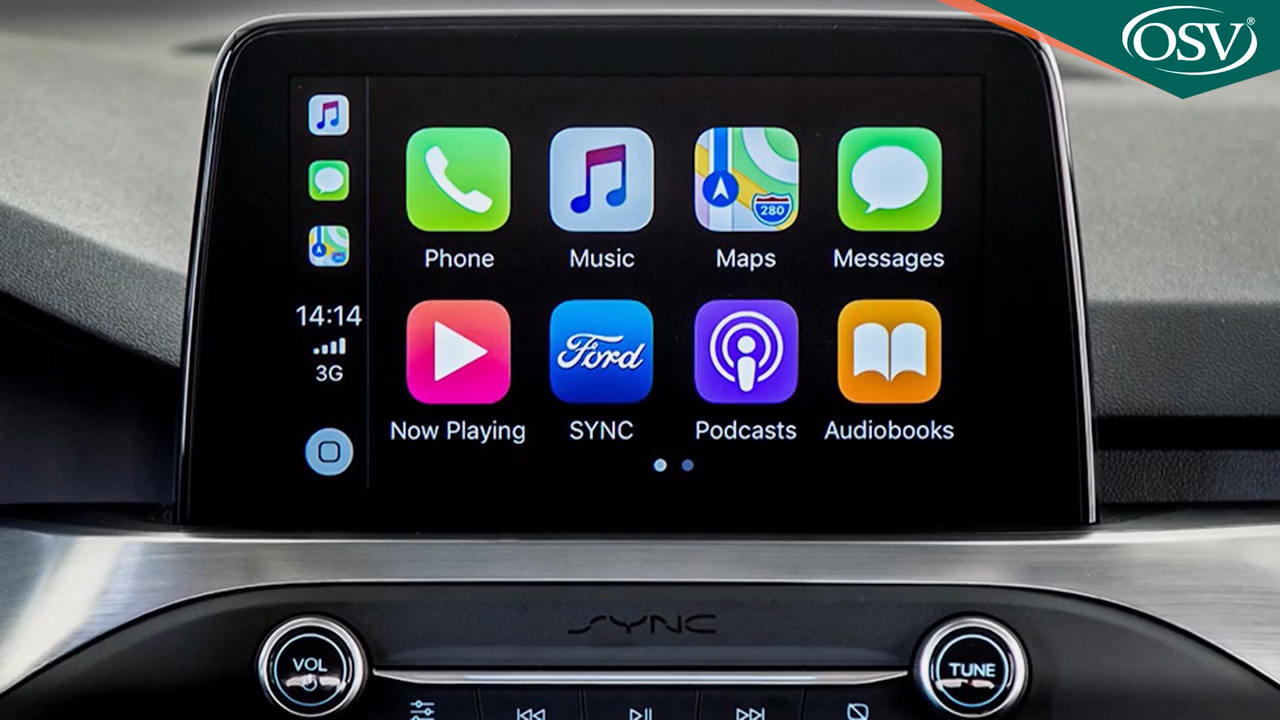 OSV®
Phone Music Maps Messages
280
14:14
3G
Now Playing SYNC Podcasts Audiobooks
Ford
SYNC
VOL TUNE